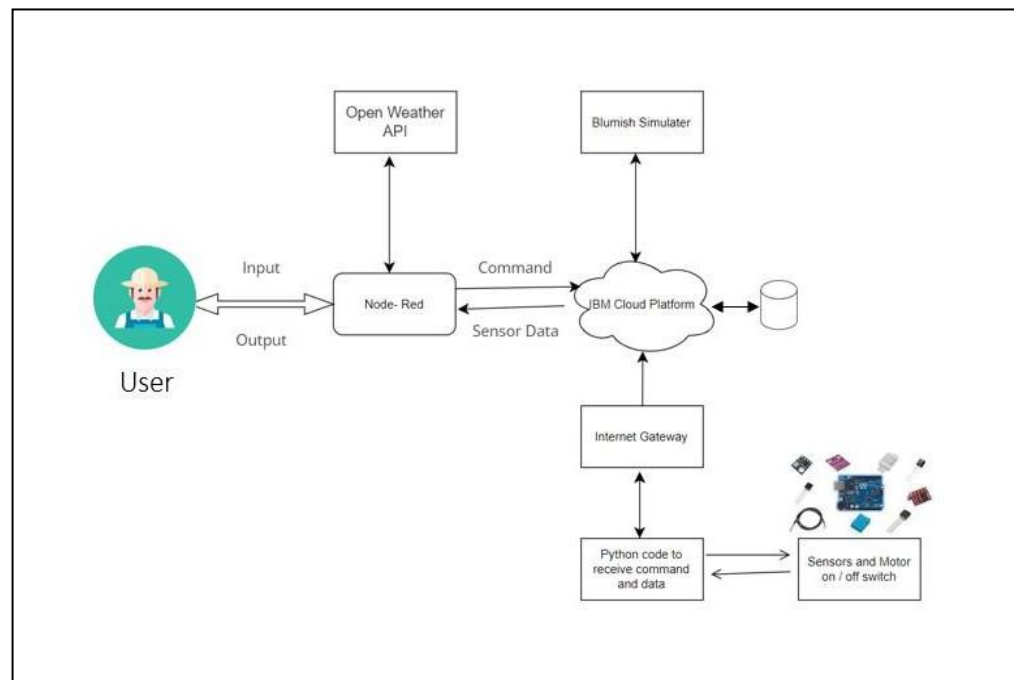 Open Weather
API
Blumish Simulater
Input
Command
Node- Red
IBM Cloud Platform
Output
Sensor Data
User
Internet Gateway
Python code to
receive command
and data
Sensors and Motor
on / off switch